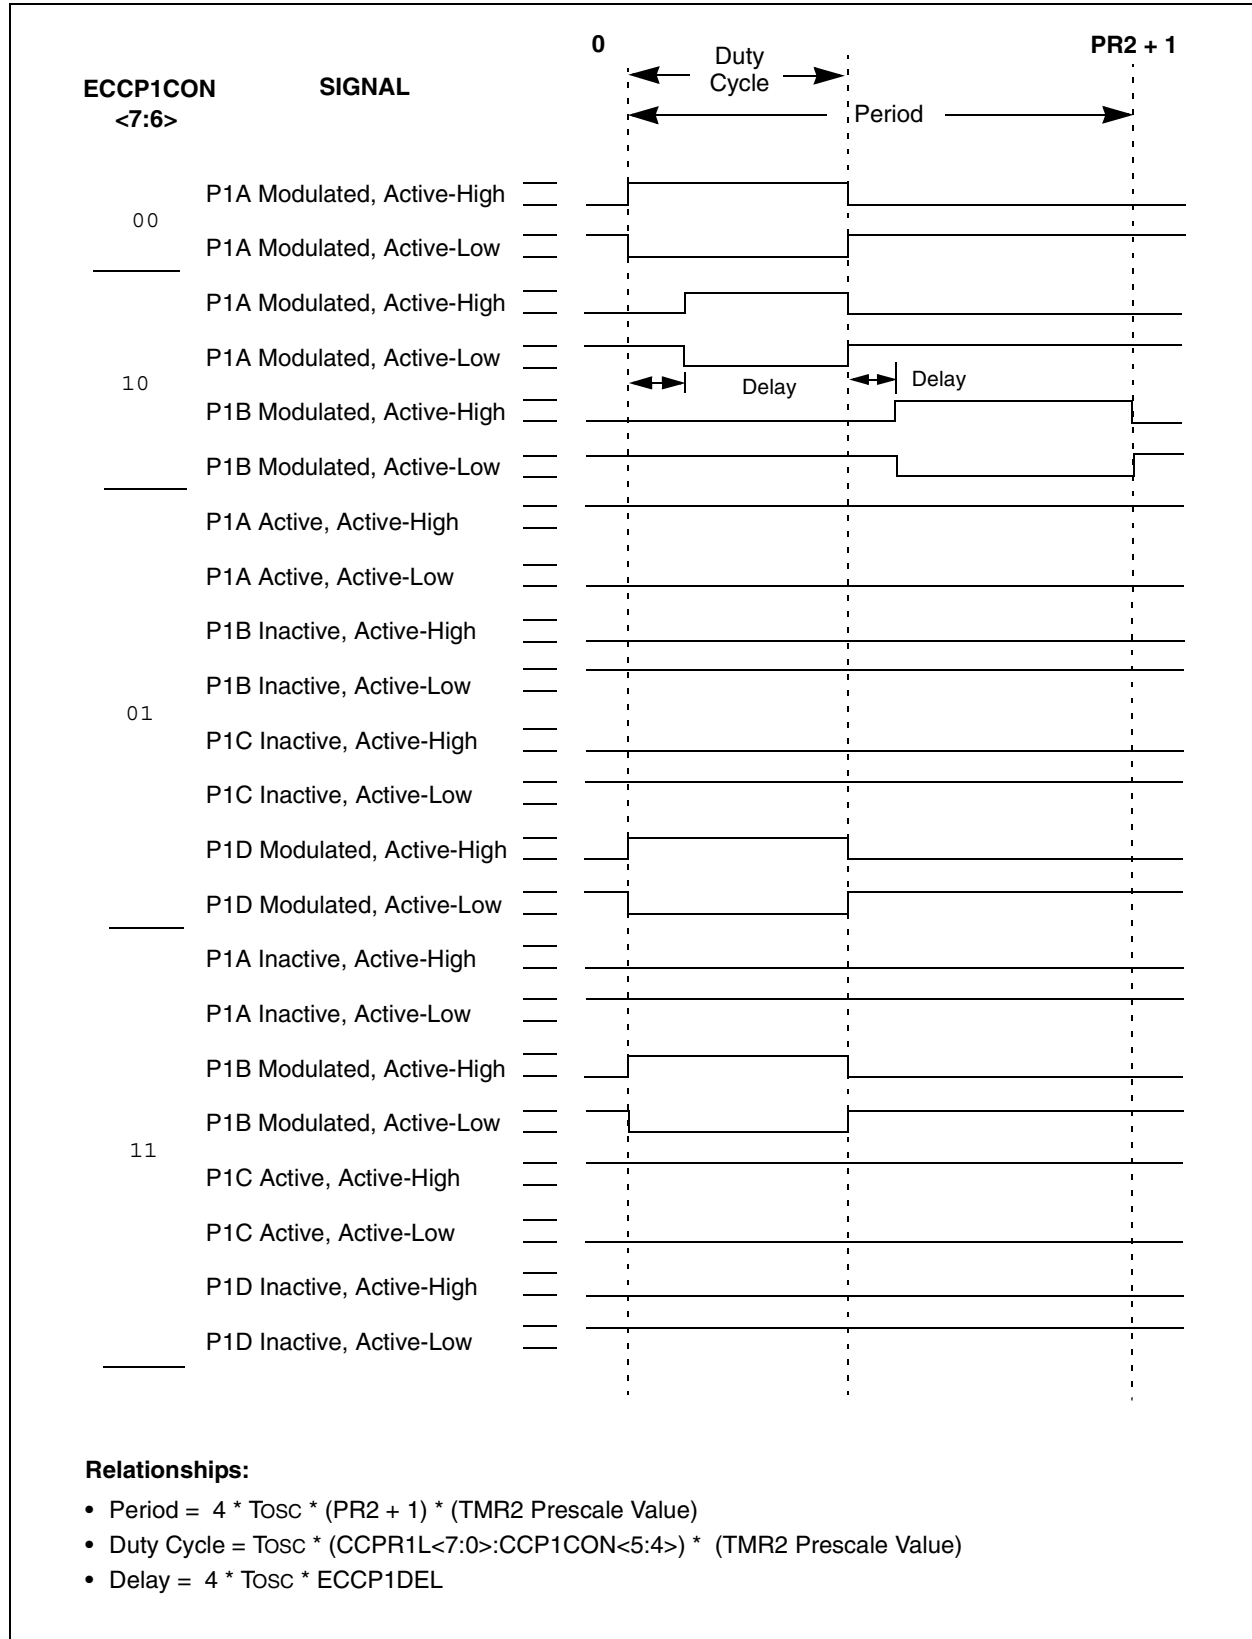 0 PR2 + 1
Duty
Cycle
ECCP1CON SIGNAL
<7:6>
Period
P1A Modulated, Active-High
00
P1A Modulated, Active-Low
P1A Modulated, Active-High
P1A Modulated, Active-Low
10
Delay Delay
P1B Modulated, Active-High
P1B Modulated, Active-Low
P1A Active, Active-High
P1A Active, Active-Low
P1B Inactive, Active-High
P1B Inactive, Active-Low
01
P1C Inactive, Active-High
P1C Inactive, Active-Low
P1D Modulated, Active-High
P1D Modulated, Active-Low
P1A Inactive, Active-High
P1A Inactive, Active-Low
P1B Modulated, Active-High
P1B Modulated, Active-Low
11
P1C Active, Active-High
P1C Active, Active-Low
P1D Inactive, Active-High
P1D Inactive, Active-Low
Relationships:
• Period = 4 * TOSC * (PR2 + 1) * (TMR2 Prescale Value)
• Duty Cycle = TOSC * (CCPR1L<7:0>:CCP1CON<5:4>) * (TMR2 Prescale Value)
• Delay = 4 * TOSC * ECCP1DEL